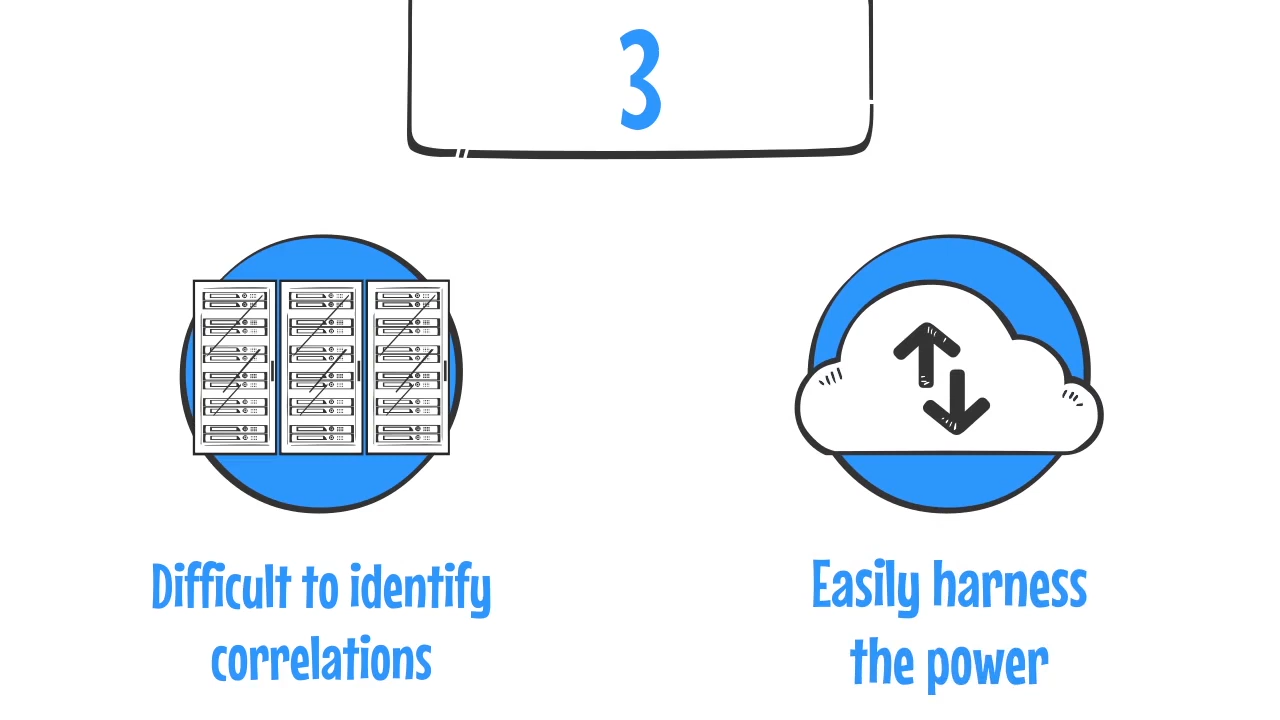 3
Difficult to identify
correlations
Easily harness
the power